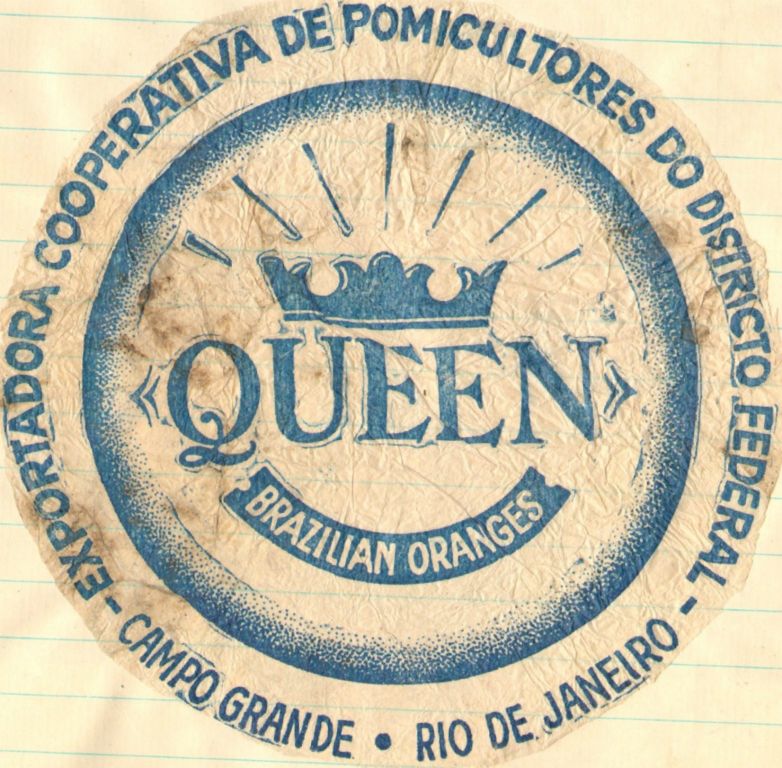 EXPORTADORA COOPERATIVA DE POMICULTORES DO DISTRICTO FEDERAL -
QUEEN
BRAZILIAN ORANGES
- CAMPO GRANDE • RIO DE JANEIRO